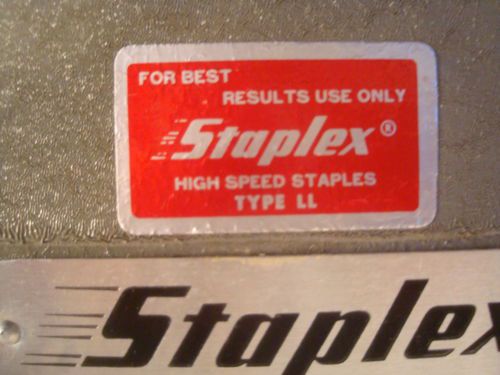 FOR BEST
RESULTS USE ONLY
Staplex®
HIGH SPEED STAPLES
TYPE LL
Staplex